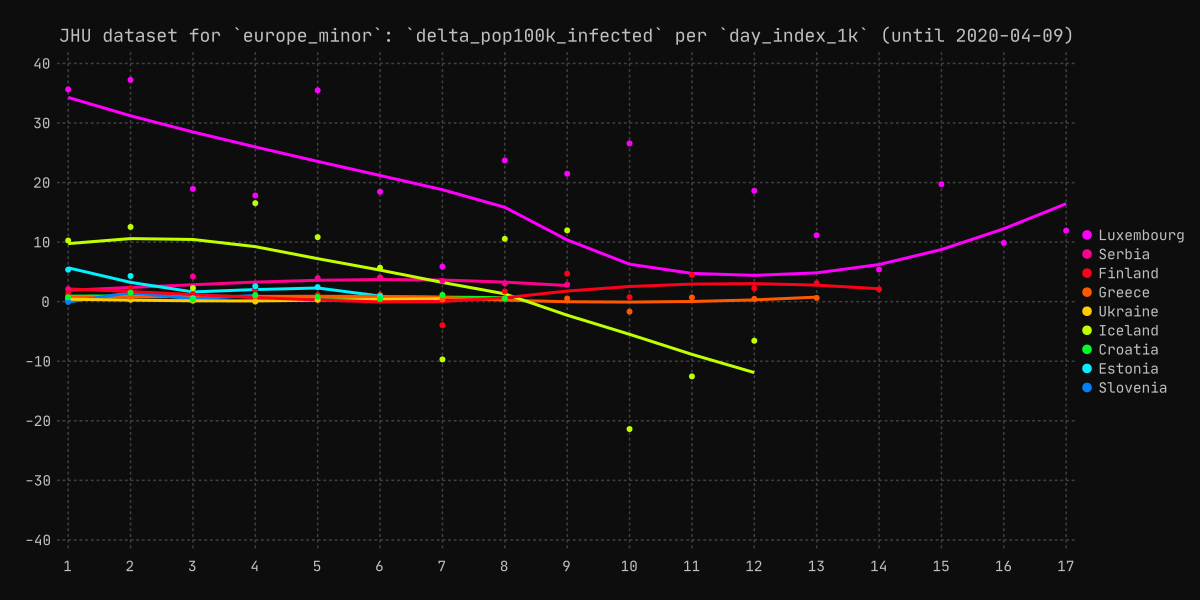 JHU dataset for `europe_minor`: `delta_pop100k_infected` per `day_index_1k` (until 2020-04-09)
40
30
20
10
0
-10
-20
-30
-40
1 2 3 4 5 6 7 8 9 10 11 12 13 14 15 16 17
Luxembourg
Serbia
Finland
Greece
Ukraine
Iceland
Croatia
Estonia
Slovenia